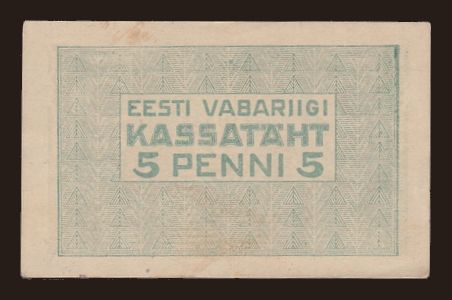 EESTI VABARIIGI
KASSATÄHT
5 PENNI 5